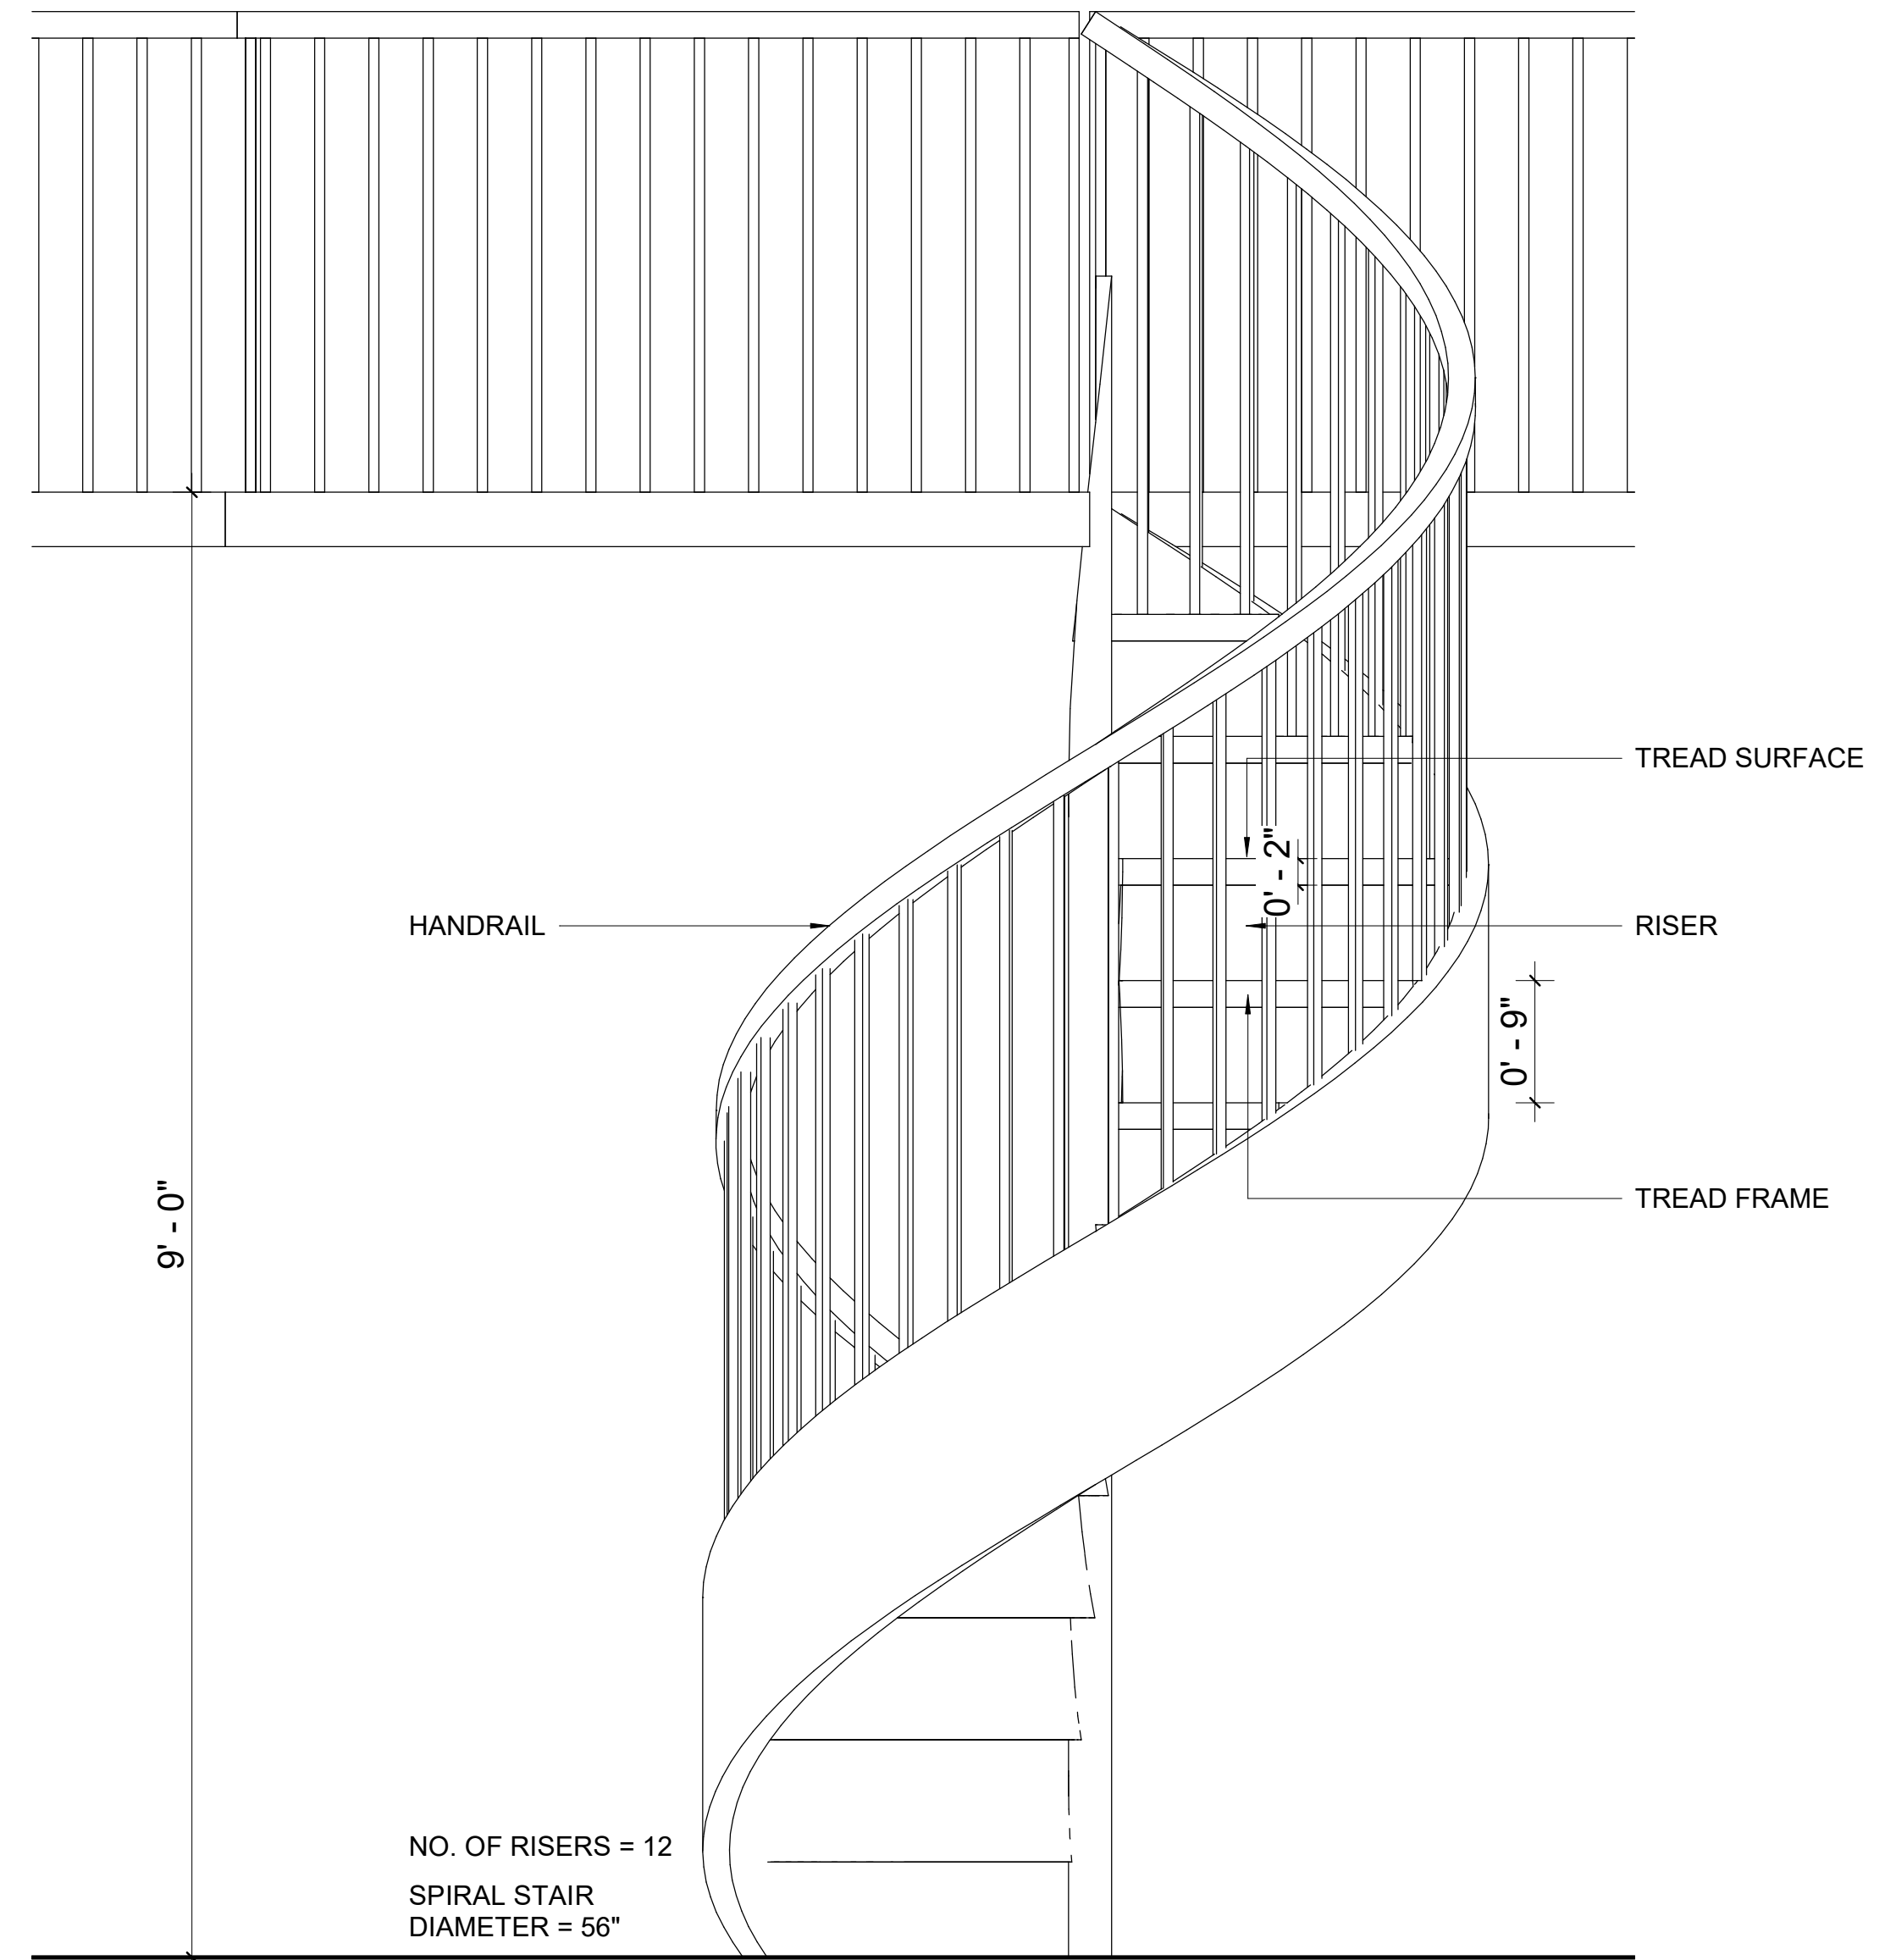 TREAD SURFACE
0' - 2"
HANDRAIL
RISER
0' - 9"
TREAD FRAME
9' - 0"
NO. OF RISERS = 12
SPIRAL STAIR
DIAMETER = 56"